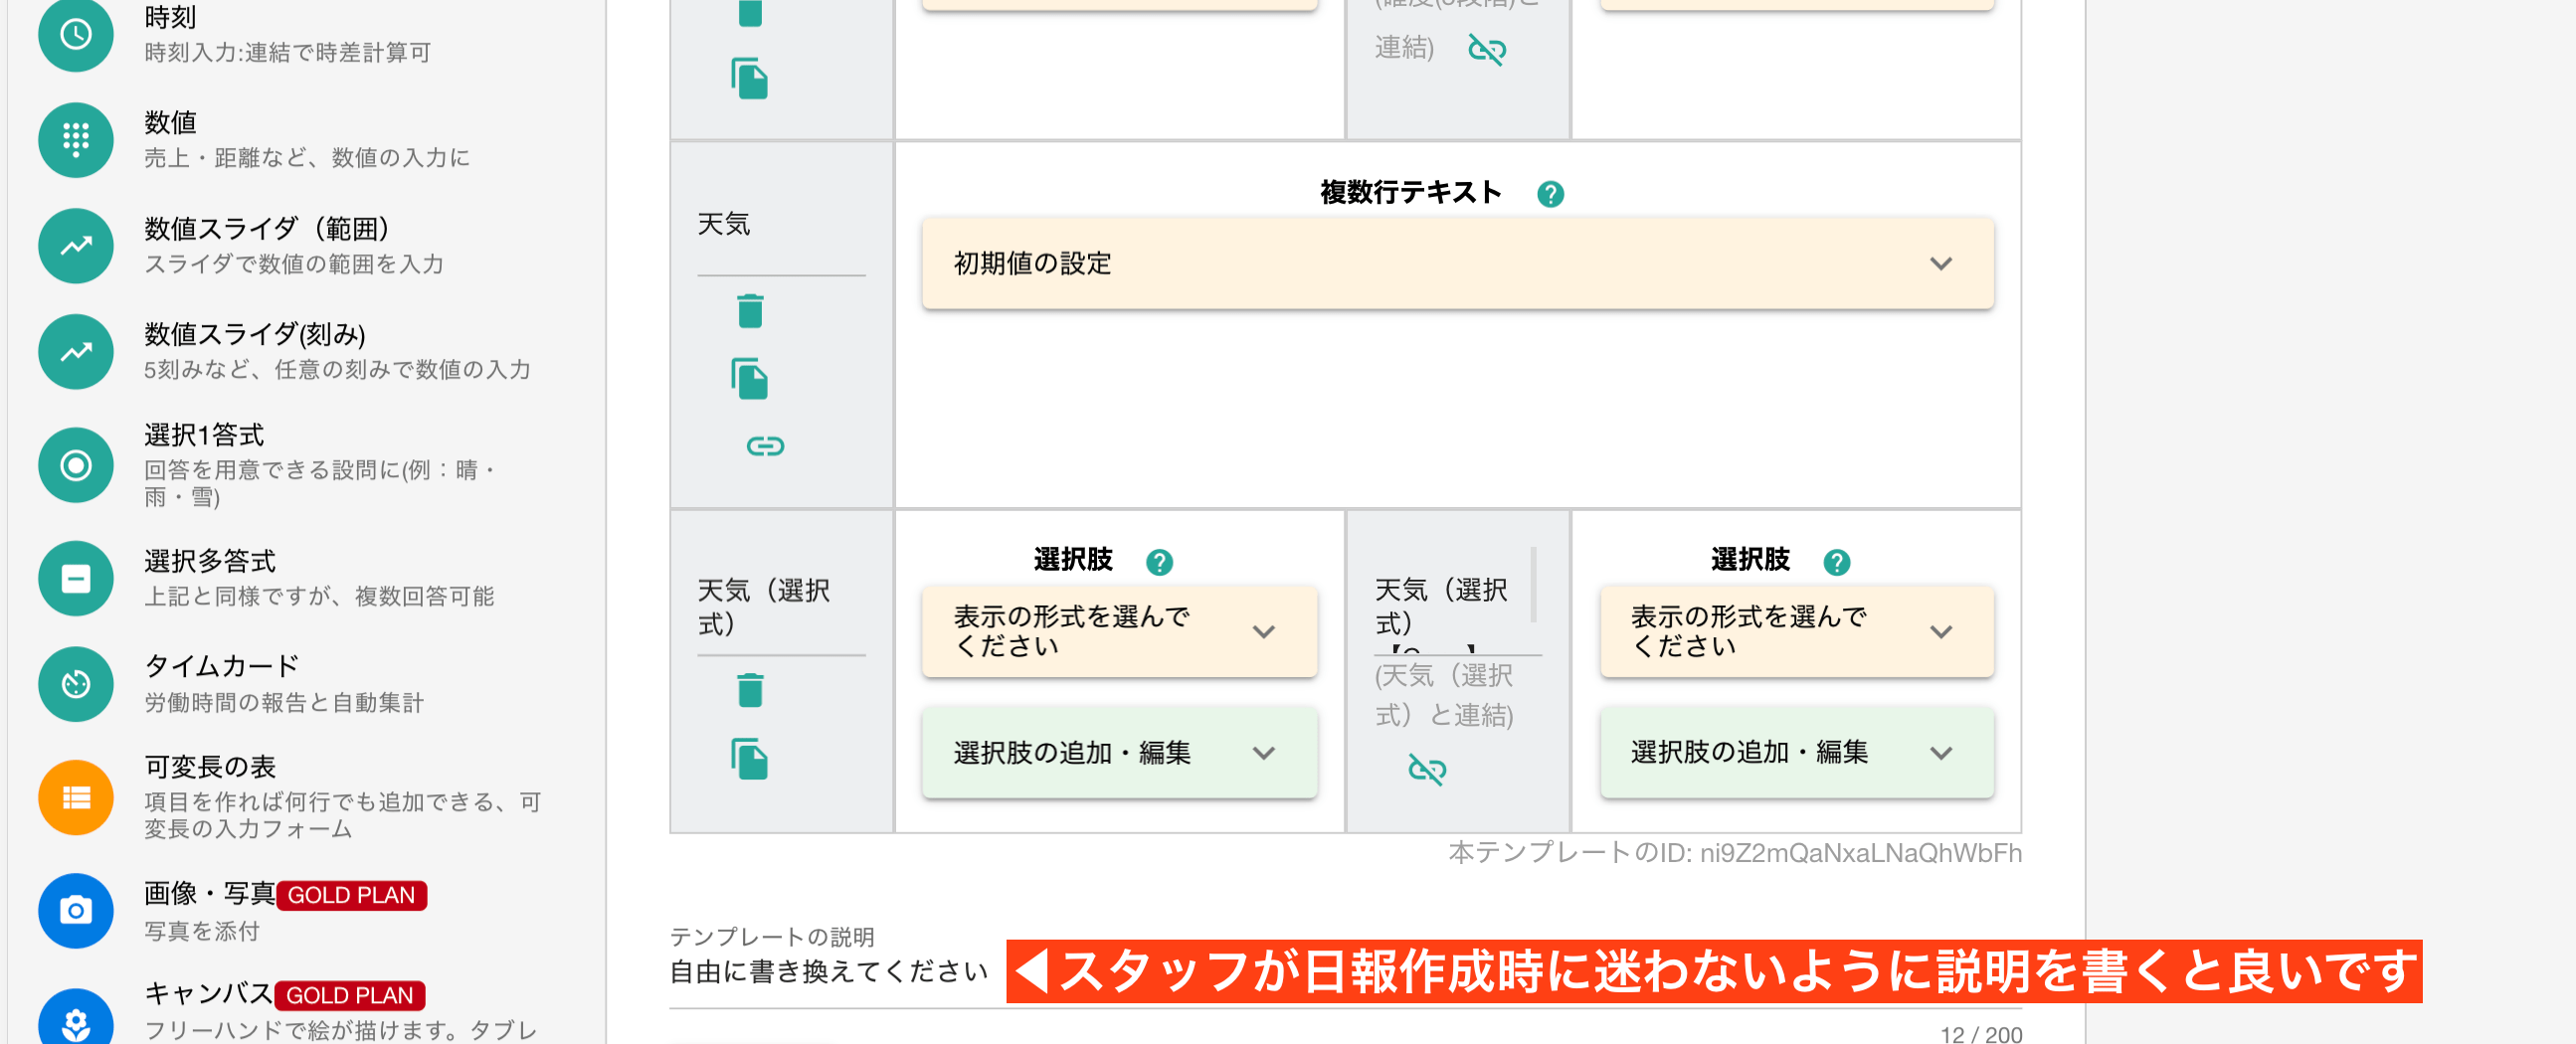 時刻
時刻入力:連結で時差計算可
数値
売上・距離など、数値の入力に
数値スライダ（範囲）
スライダで数値の範囲を入力
数値スライダ(刻み)
5刻みなど、任意の刻みで数値の入力
選択1答式
回答を用意できる設問に(例：晴・
雨・雪)
選択多答式
上記と同様ですが、複数回答可能
タイムカード
労働時間の報告と自動集計
可変長の表
項目を作れば何行でも追加できる、可
変長の入力フォーム
画像・写真 GOLD PLAN
写真を添付
キャンバス GOLD PLAN
フリーハンドで絵が描けます。タブレ
連結)
天気
複数行テキスト ?
初期値の設定
天気（選択
式）
選択肢 ?
表示の形式を選んで
ください
選択肢の追加・編集
天気（選択
式）
(天気（選択
式）と連結)
選択肢 ?
表示の形式を選んで
ください
選択肢の追加・編集
本テンプレートのID: ni9Z2mQaNxaLNaQhWbFh
テンプレートの説明
自由に書き換えてください
◀スタッフが日報作成時に迷わないように説明を書くと良いです
12 / 200